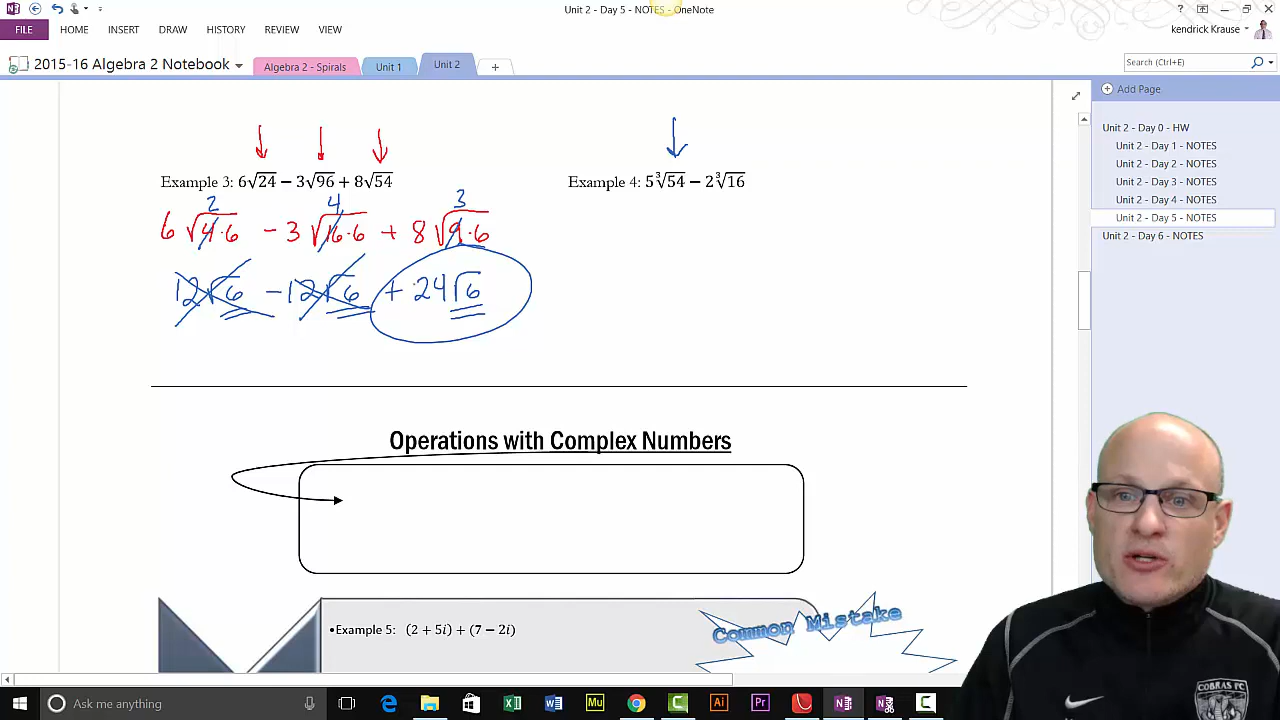 Unit 2 - Day 5 - NOTES - OneNote
FILE HOME INSERT DRAW HISTORY REVIEW VIEW
kendrick Krause
2015-16 Algebra 2 Notebook Algebra 2 - Spirals Unit 1 Unit 2 +
Search (Ctrl+E)
Add Page
Unit 2 - Day 0 - HW
Unit 2 - Day 1 - NOTES
Unit 2 - Day 2 - NOTES
Unit 2 - Day 3 - NOTES
Unit 2 - Day 4 - NOTES
Unit 2 - Day 5 - NOTES
Unit 2 - Day 6 - NOTES
Example 3: 6√24 − 3√96 + 8√54
2 4 3
6 √4·6 - 3 √16·6 + 8 √9·6
12√6 - 12√6 + 24√6
Example 4: 5∛54 − 2∛16
Operations with Complex Numbers
•Example 5: (2 + 5i) + (7 − 2i)
Common Mistake
COBRAS FC
Ask me anything